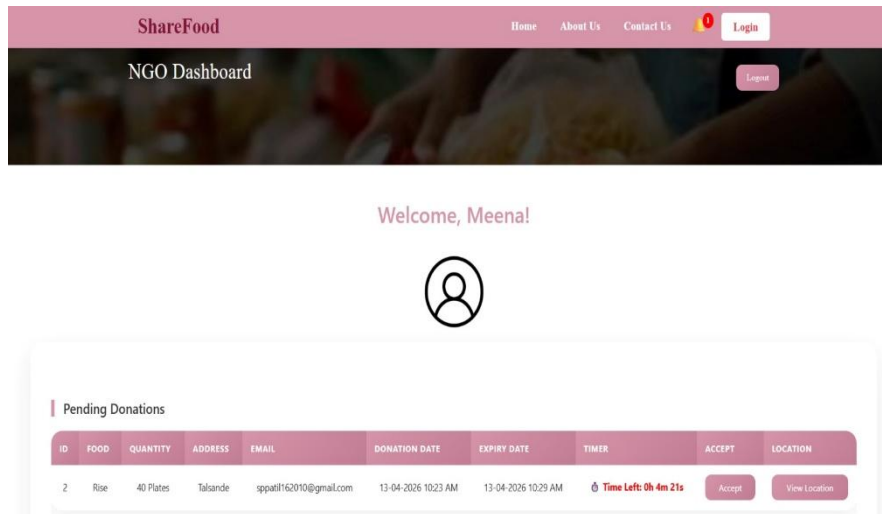 ShareFood Home About Us Contact Us 1 Login
NGO Dashboard Logout
Welcome, Meena!
Pending Donations
ID FOOD QUANTITY ADDRESS EMAIL DONATION DATE EXPIRY DATE TIMER ACCEPT LOCATION
2 Rise 40 Plates Talsande sppatil162010@gmail.com 13-04-2026 10:23 AM 13-04-2026 10:29 AM Time Left: 0h 4m 21s Accept View Location